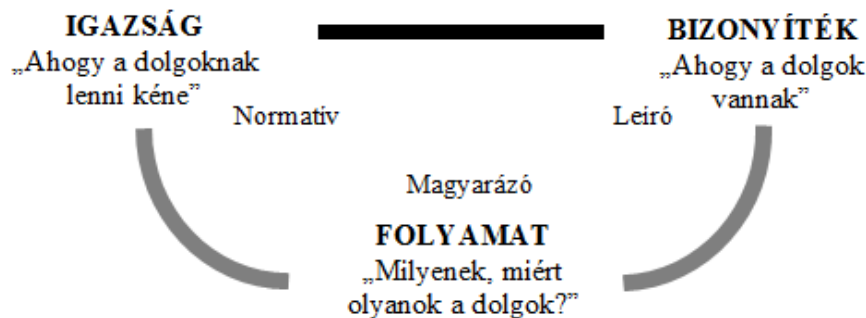 IGAZSÁG
„Ahogy a dolgoknak
lenni kéne”
Normatív
BIZONYÍTÉK
„Ahogy a dolgok
vannak”
Leíró
Magyarázó
FOLYAMAT
„Milyenek, miért
olyanok a dolgok?”